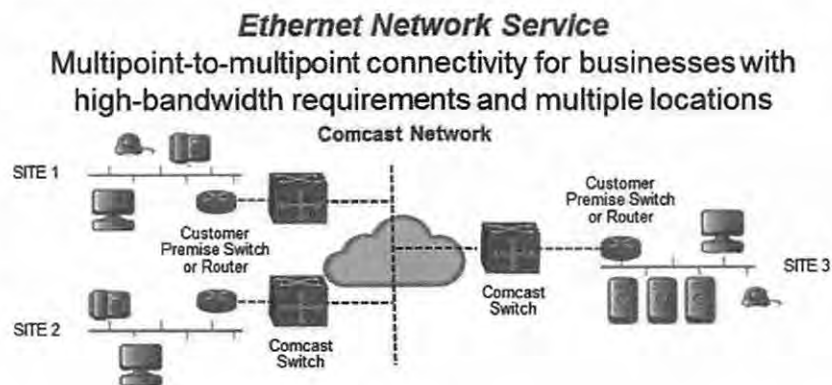 Ethernet Network Service
Multipoint-to-multipoint connectivity for businesses with
high-bandwidth requirements and multiple locations
Comcast Network
SITE 1
Customer
Premise Switch
or Router
Customer
Premise Switch
or Router
SITE 3
Comcast
Switch
SITE 2
Comcast
Switch